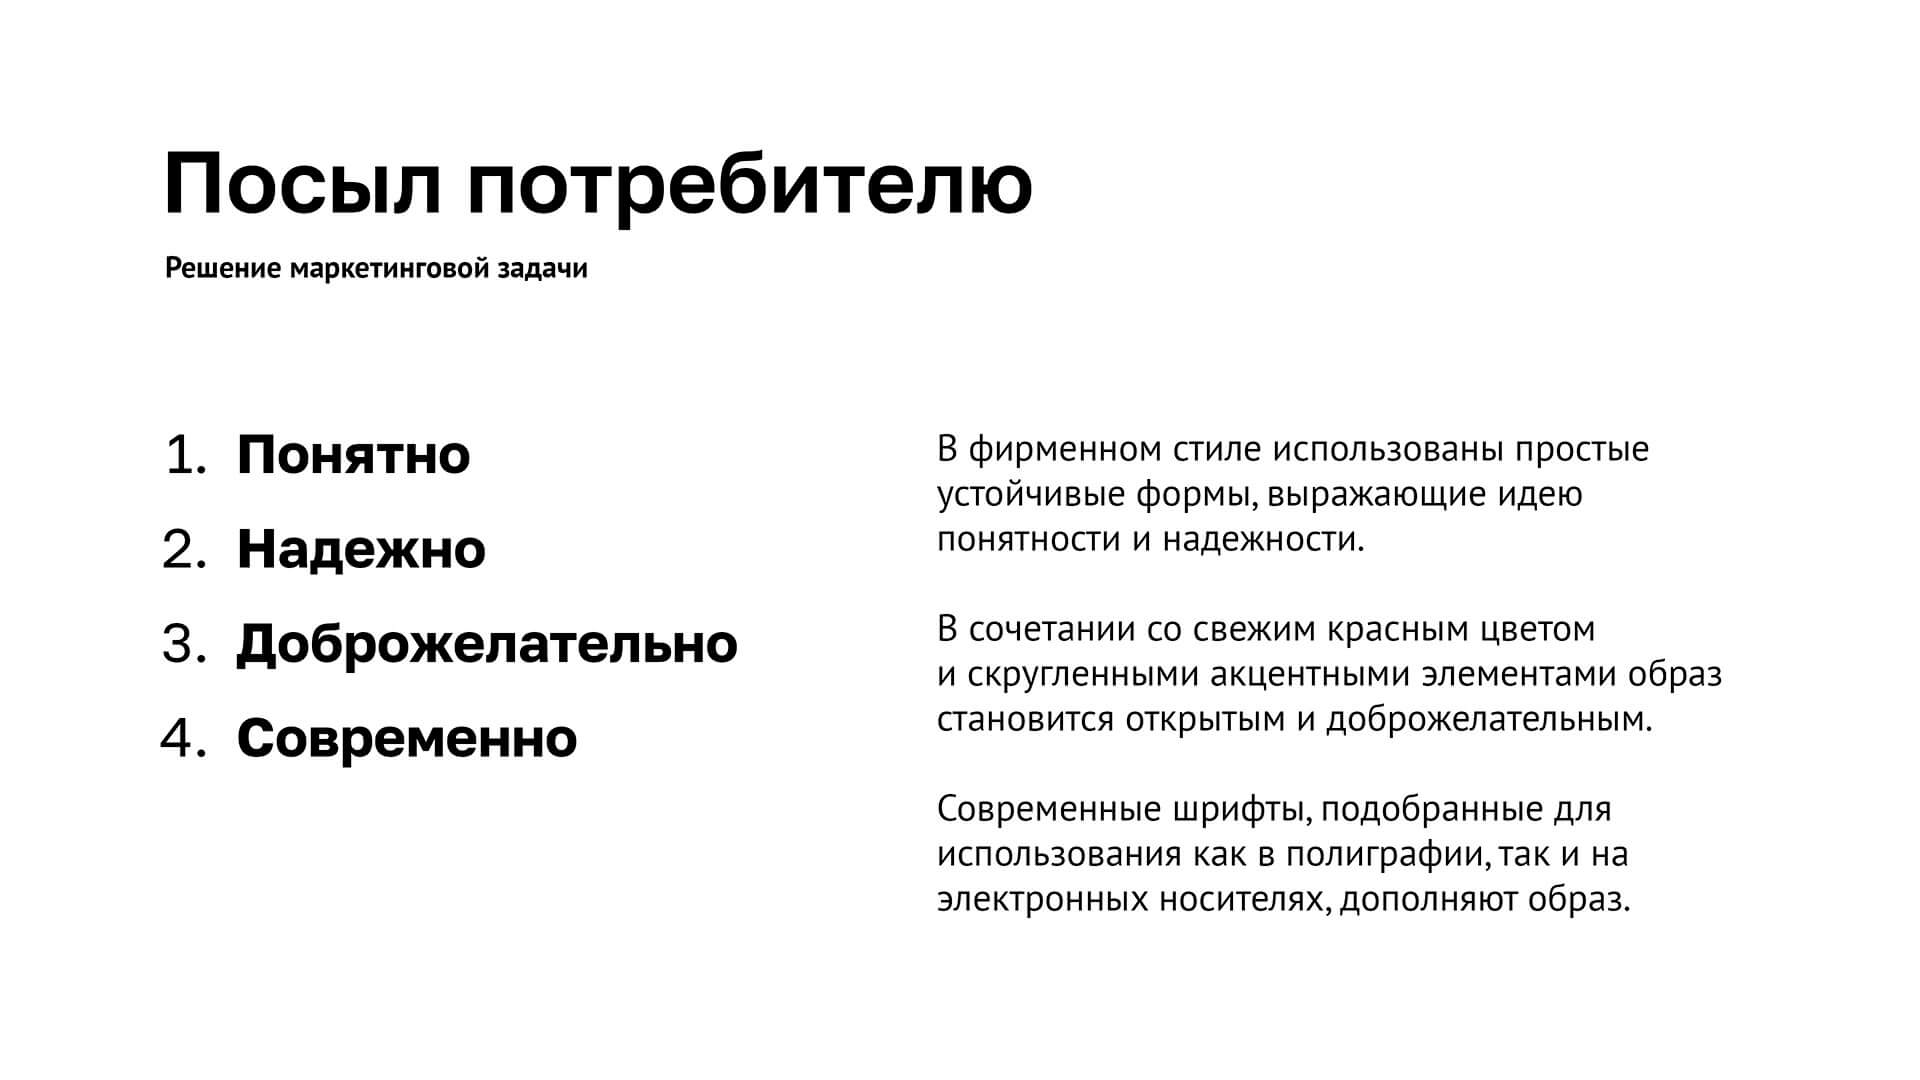 Посыл потребителю
Решение маркетинговой задачи
1. Понятно
2. Надежно
3. Доброжелательно
4. Современно
В фирменном стиле использованы простые
устойчивые формы, выражающие идею
понятности и надежности.
В сочетании со свежим красным цветом
и скругленными акцентными элементами образ
становится открытым и доброжелательным.
Современные шрифты, подобранные для
использования как в полиграфии, так и на
электронных носителях, дополняют образ.